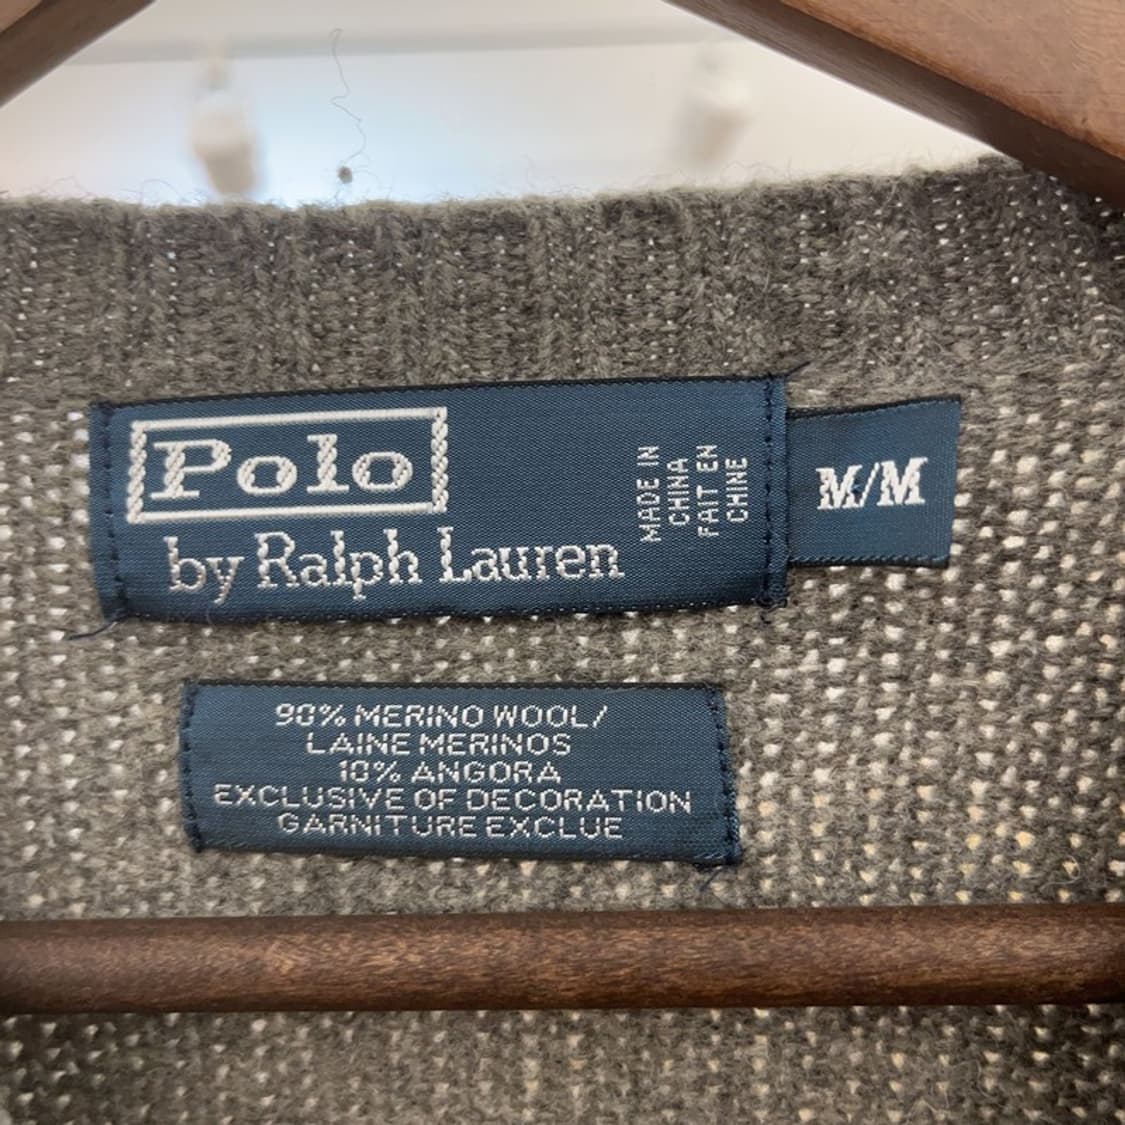 Polo
by Ralph Lauren
MADE IN
CHINA
FAIT EN
CHINE
M/M
90% MERINO WOOL/
LAINE MERINOS
10% ANGORA
EXCLUSIVE OF DECORATION
GARNITURE EXCLUE